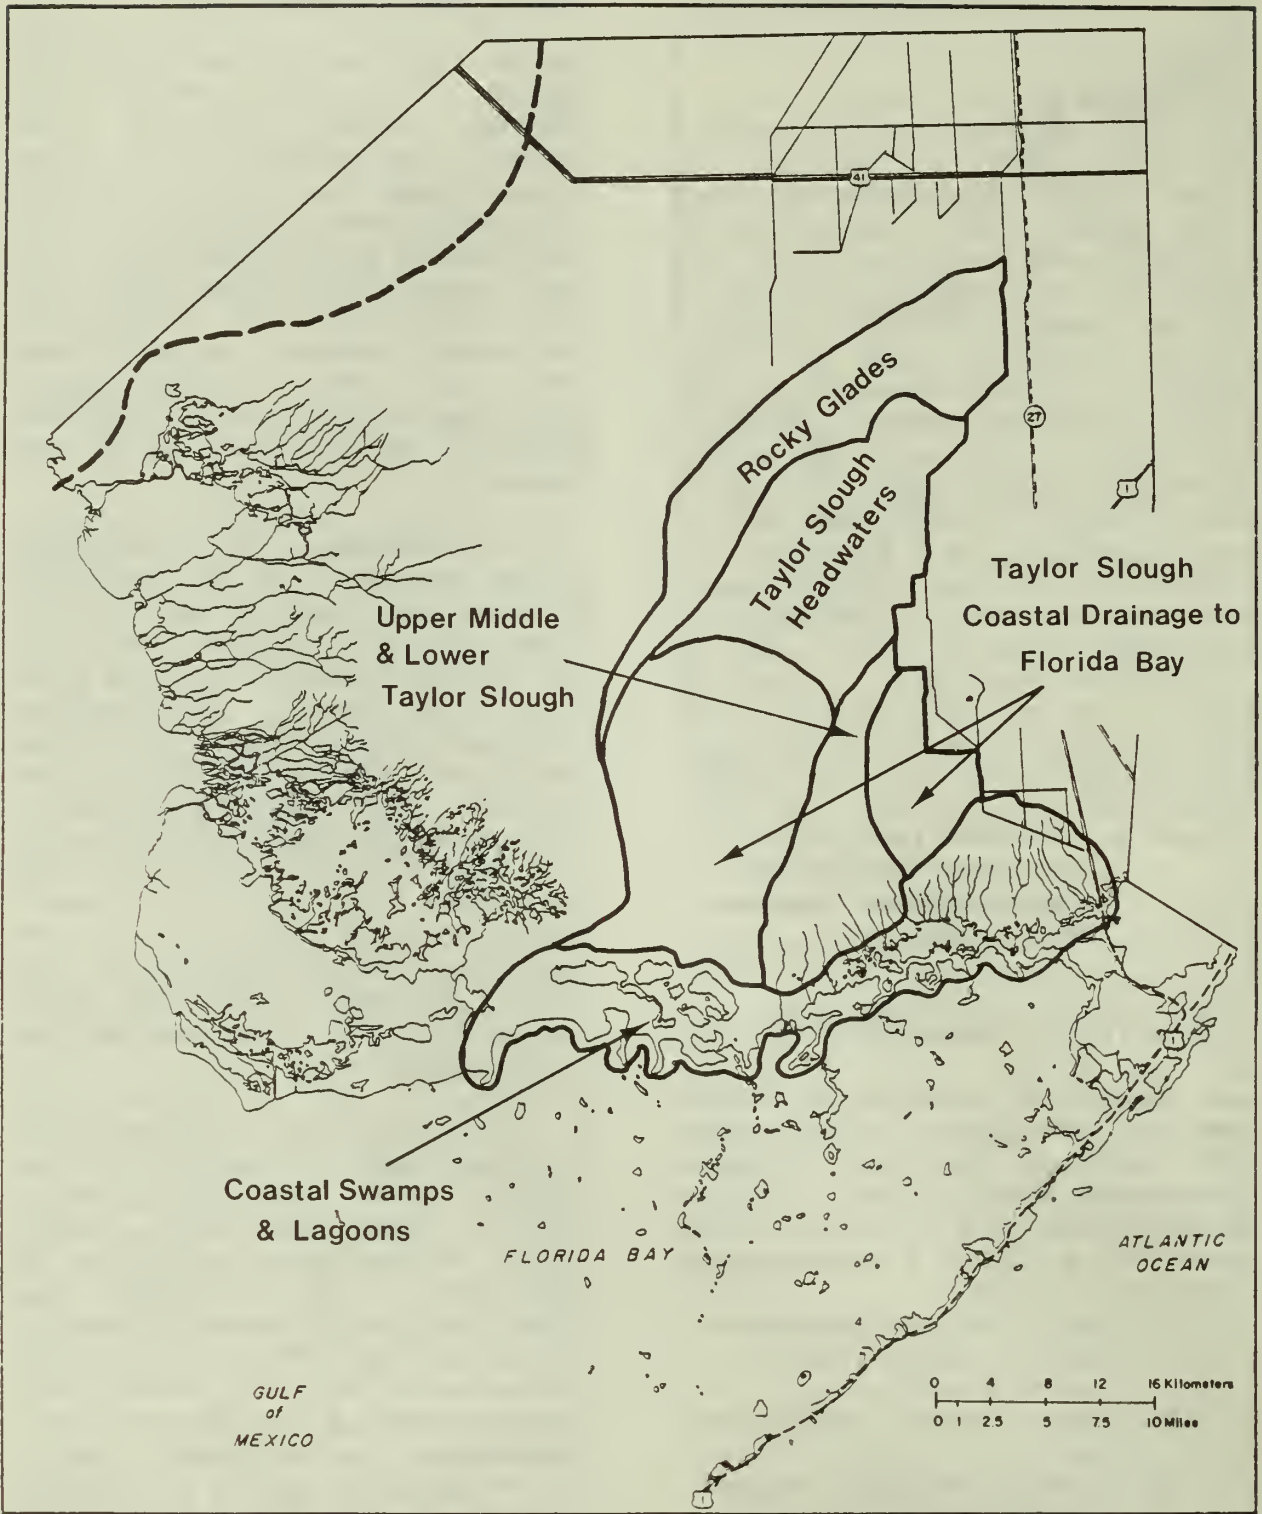 41
Rocky Glades
27
Taylor Slough
Headwaters
1
Taylor Slough
Coastal Drainage to
Florida Bay
Upper Middle
& Lower
Taylor Slough
1
Coastal Swamps
& Lagoons
FLORIDA BAY
ATLANTIC
OCEAN
GULF
of
MEXICO
0 4 8 12 16 Kilometers
0 1 2.5 5 7.5 10 Miles
1